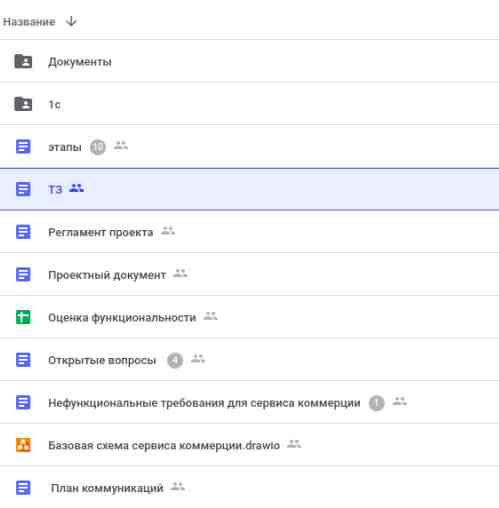 Название
Документы
1с
этапы 10
ТЗ
Регламент проекта
Проектный документ
Оценка функциональности
Открытые вопросы 4
Нефункциональные требования для сервиса коммерции 1
Базовая схема сервиса коммерции.drawio
План коммуникаций